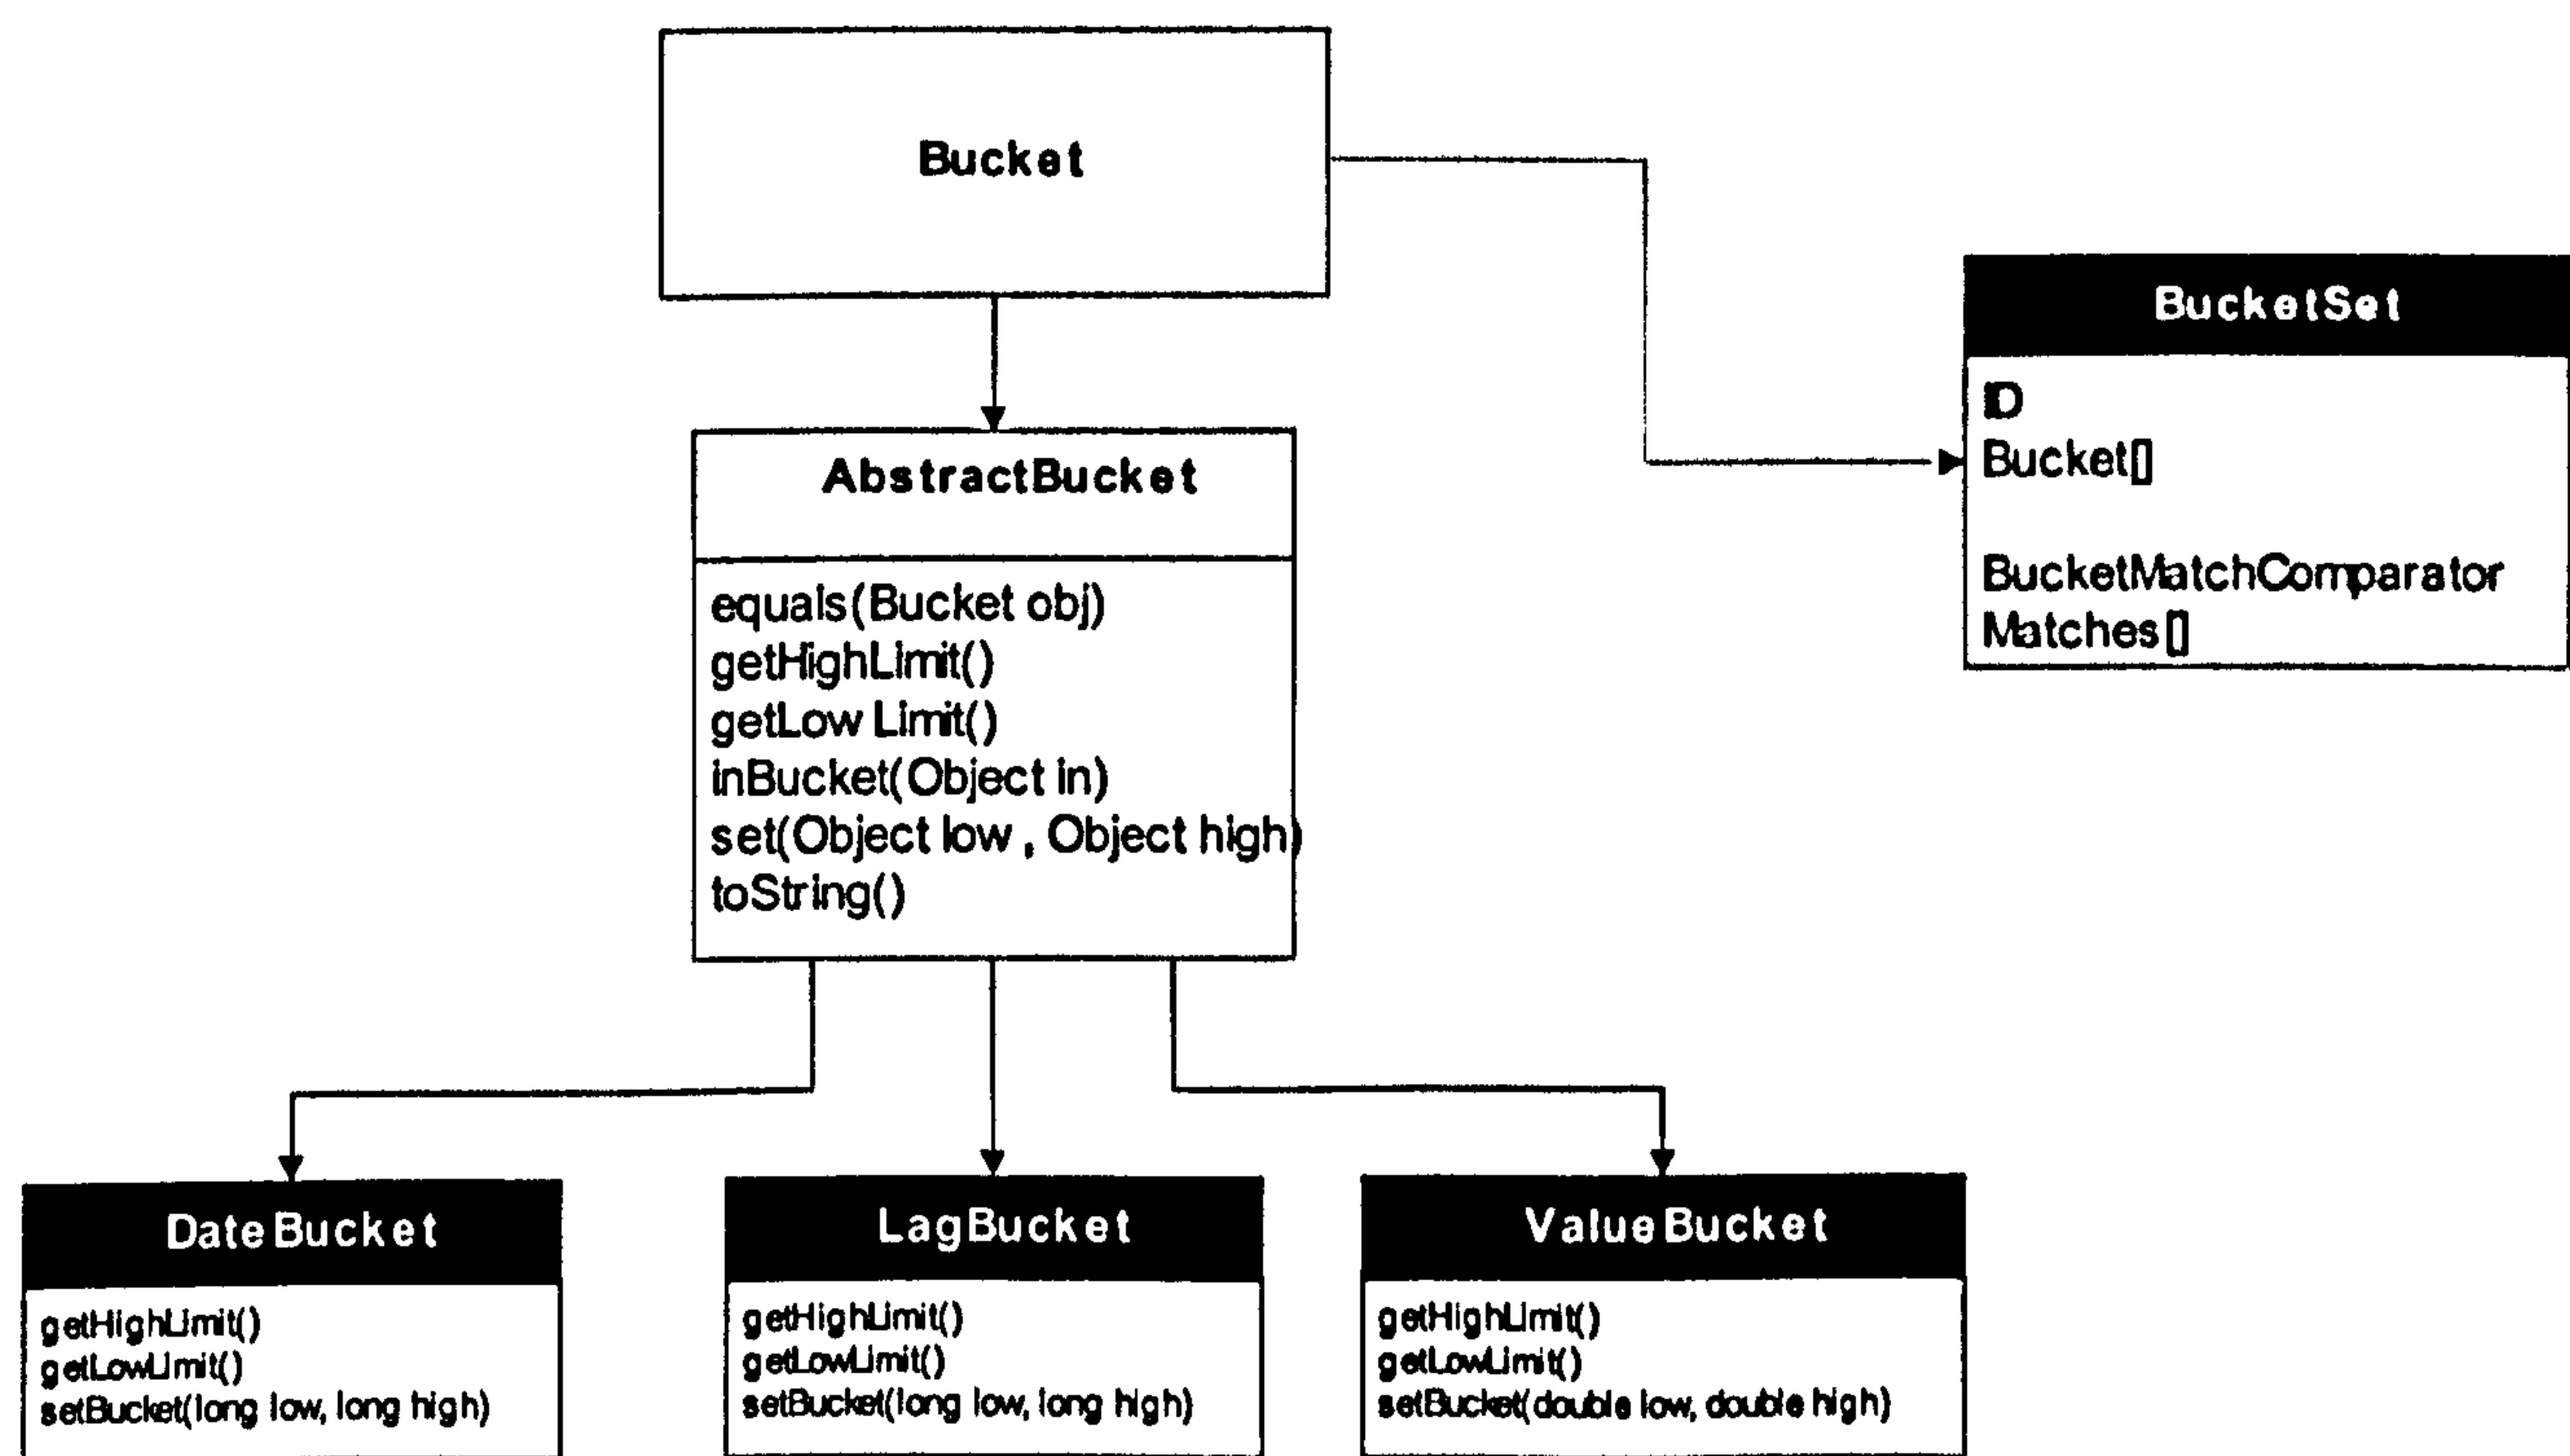 Bucket
BucketSet
ID
Bucket[]
BucketMatchComparator
Matches[]
AbstractBucket
equals(Bucket obj)
getHighLimit()
getLow Limit()
inBucket(Object in)
set(Object low , Object high)
toString()
DateBucket
getHighLimit()
getLowLimit()
setBucket(long low, long high)
LagBucket
getHighLimit()
getLowLimit()
setBucket(long low, long high)
ValueBucket
getHighLimit()
getLowLimit()
setBucket(double low, double high)